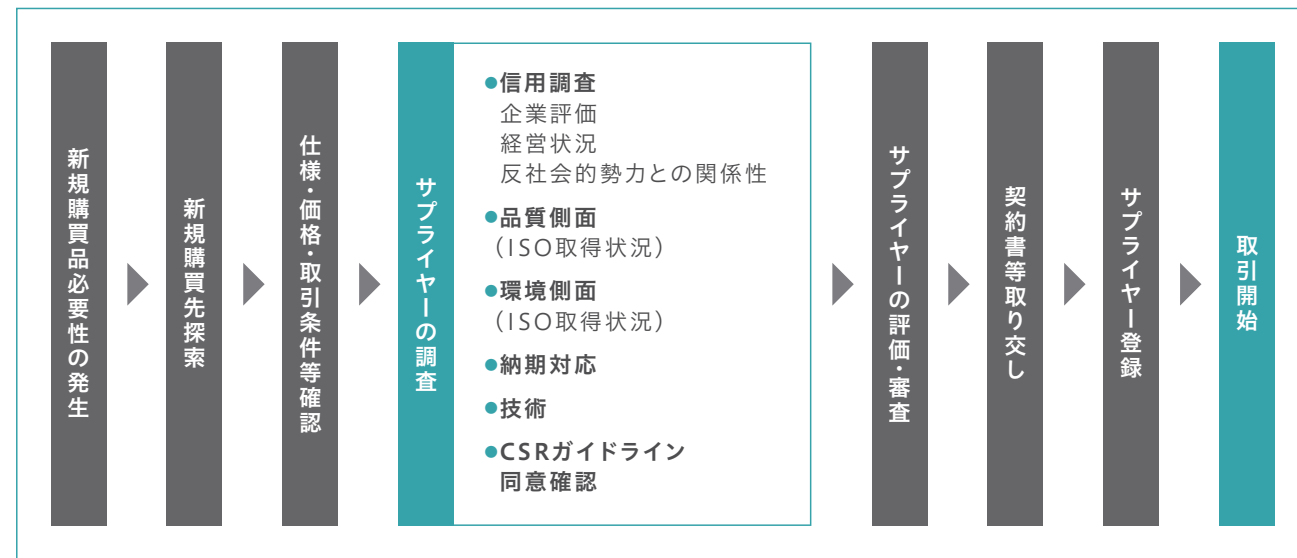 新規購買品必要性の発生
新規購買先探索
仕様・価格・取引条件等確認
サプライヤーの調査
●信用調査
企業評価
経営状況
反社会的勢力との関係性
●品質側面
（ISO取得状況）
●環境側面
（ISO取得状況）
●納期対応
●技術
●CSRガイドライン
同意確認
サプライヤーの評価・審査
契約書等取り交し
サプライヤー登録
取引開始